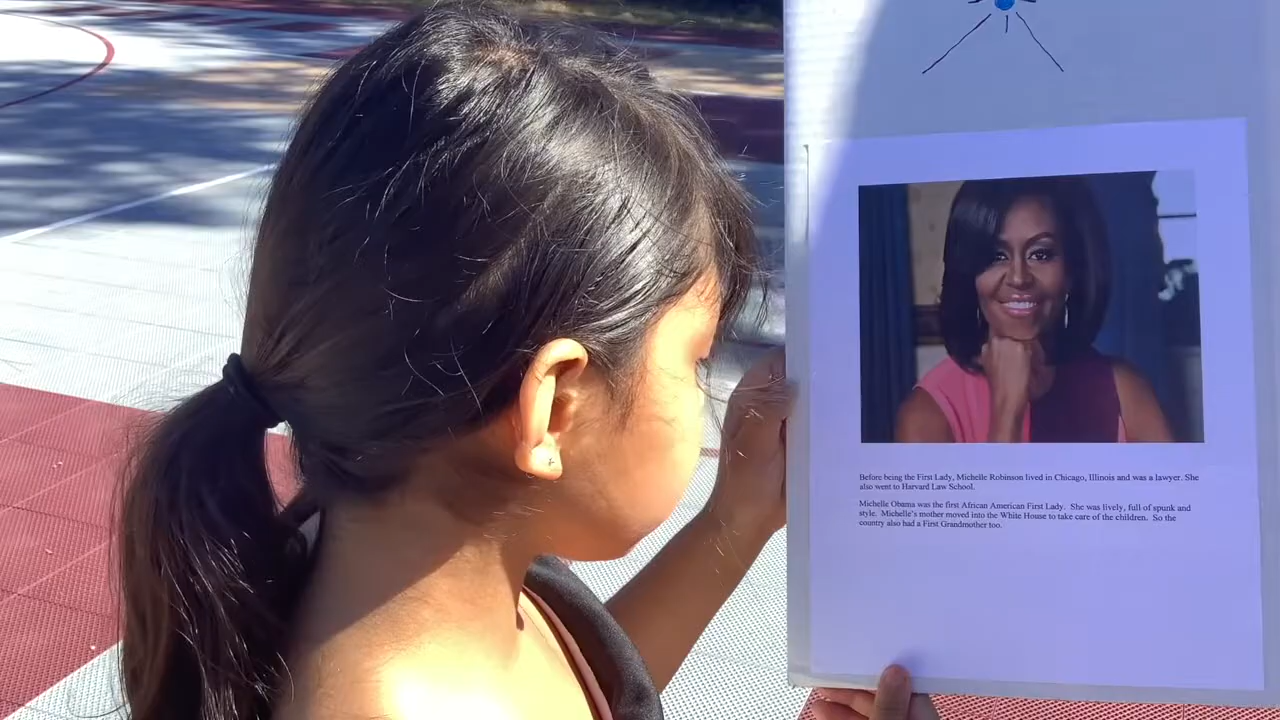 Before being the First Lady, Michelle Robinson lived in Chicago, Illinois and was a lawyer. She
also went to Harvard Law School.
Michelle Obama was the first African American First Lady. She was lively, full of spunk and
style. Michelle's mother moved into the White House to take care of the children. So the
country also had a First Grandmother too.